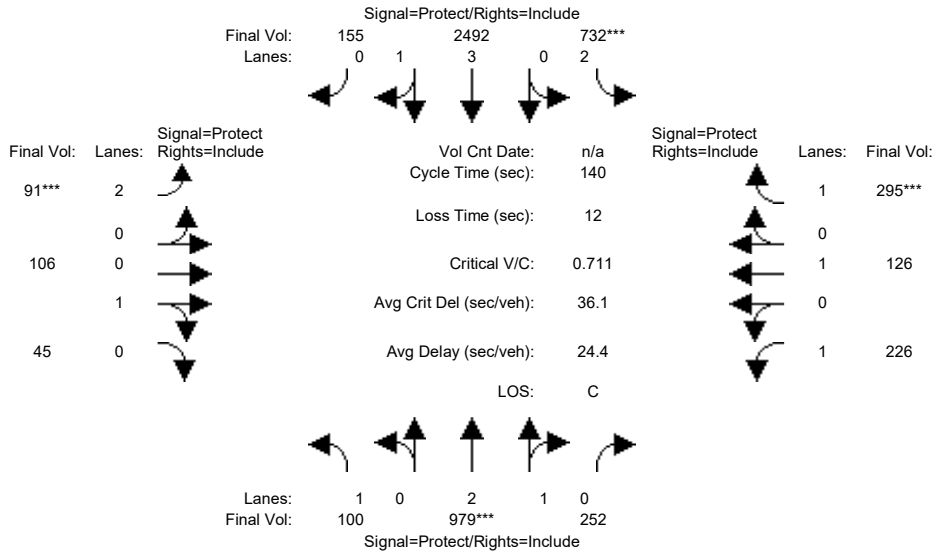 Signal=Protect/Rights=Include
Final Vol: 155 2492 732***
Lanes: 0 1 3 0 2
Signal=Protect Signal=Protect
Final Vol: Lanes: Rights=Include Vol Cnt Date: n/a Rights=Include Lanes: Final Vol:
Cycle Time (sec): 140
91*** 2 1 295***
Loss Time (sec): 12
0 0
106 0 Critical V/C: 0.711 1 126
1 Avg Crit Del (sec/veh): 36.1 0
45 0 Avg Delay (sec/veh): 24.4 1 226
LOS: C
Lanes: 1 0 2 1 0
Final Vol: 100 979*** 252
Signal=Protect/Rights=Include